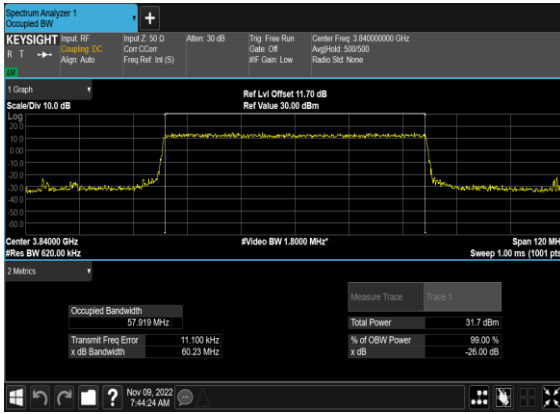 Spectrum Analyzer 1
Occupied BW
KEYSIGHT
R T
Input: RF
Coupling: DC
Align: Auto
Input Z: 50 Ω
Corr CCorr
Freq Ref: Int (S)
Atten: 30 dB
Trig: Free Run
Gate: Off
#IF Gain: Low
Center Freq: 3.840000000 GHz
Avg|Hold: 500/500
Radio Std: None
1 Graph
Scale/Div 10.0 dB
Ref Lvl Offset 11.70 dB
Ref Value 30.00 dBm
Log
20.0
10.0
0.00
-10.0
-20.0
-30.0
-40.0
-50.0
-60.0
Center 3.84000 GHz
#Res BW 620.00 kHz
#Video BW 1.8000 MHz*
Span 120 MH
Sweep 1.00 ms (1001 pts
2 Metrics
Measure Trace
Trace 1
Occupied Bandwidth
57.919 MHz
Total Power
31.7 dBm
Transmit Freq Error
11.100 kHz
% of OBW Power
99.00 %
x dB Bandwidth
60.23 MHz
x dB
-26.00 dB
?
Nov 09, 2022
7:44:24 AM